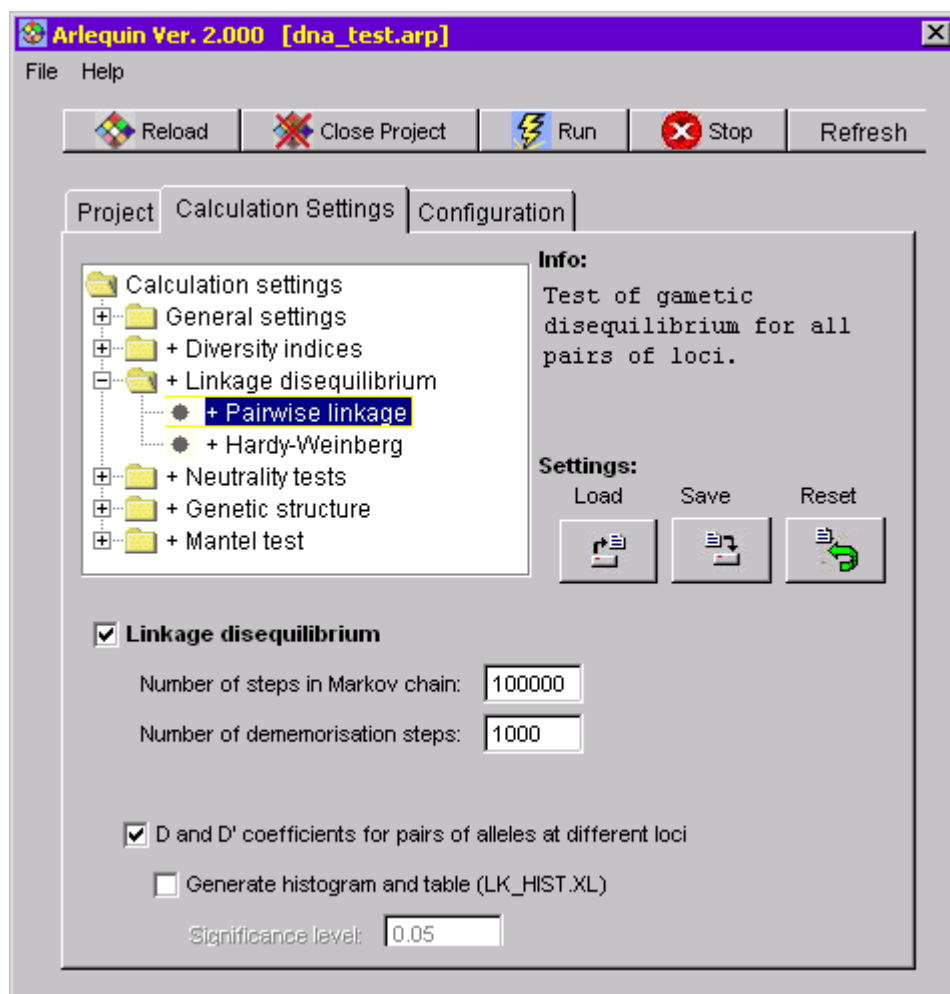 Arlequin Ver. 2.000 [dna_test.arp]
File Help
Reload Close Project Run Stop Refresh
Project Calculation Settings Configuration
Calculation settings
General settings
+ Diversity indices
+ Linkage disequilibrium
+ Pairwise linkage
+ Hardy-Weinberg
+ Neutrality tests
+ Genetic structure
+ Mantel test
Info:
Test of gametic
disequilibrium for all
pairs of loci.
Settings:
Load Save Reset
Linkage disequilibrium
Number of steps in Markov chain: 100000
Number of dememorisation steps: 1000
D and D' coefficients for pairs of alleles at different loci
Generate histogram and table (LK_HIST.XL)
Significance level: 0.05